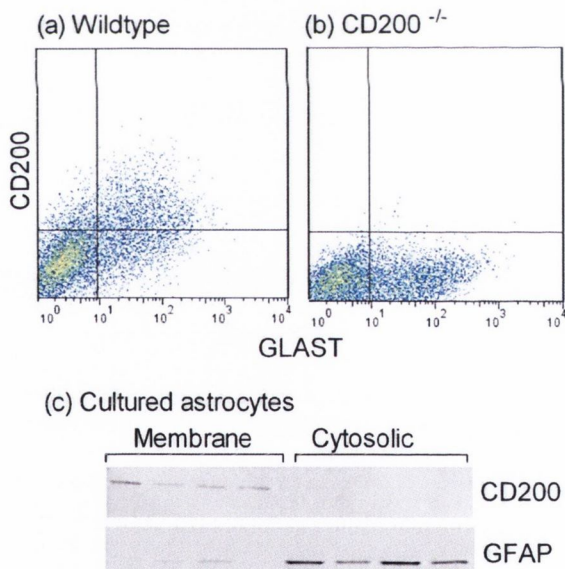 (a) Wildtype
(b) CD200 -/-
CD200
10⁰ 10¹ 10² 10³ 10⁴
10⁰ 10¹ 10² 10³ 10⁴
GLAST
(c) Cultured astrocytes
Membrane Cytosolic
CD200
GFAP